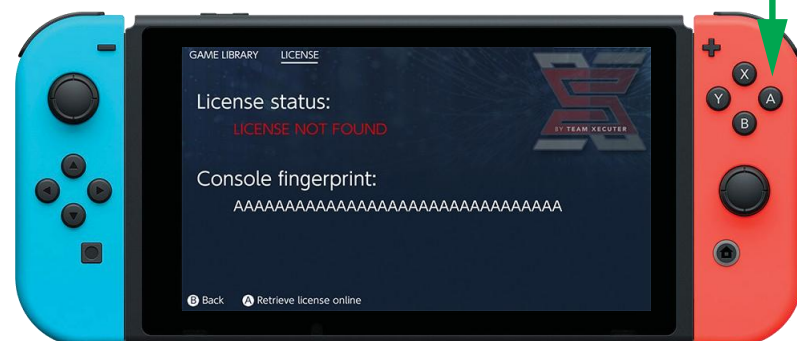 GAME LIBRARY LICENSE
License status:
LICENSE NOT FOUND
BY TEAM XECUTER
Console fingerprint:
AAAAAAAAAAAAAAAAAAAAAAAAAAAAAAAA
B Back A Retrieve license online
X
Y A
B